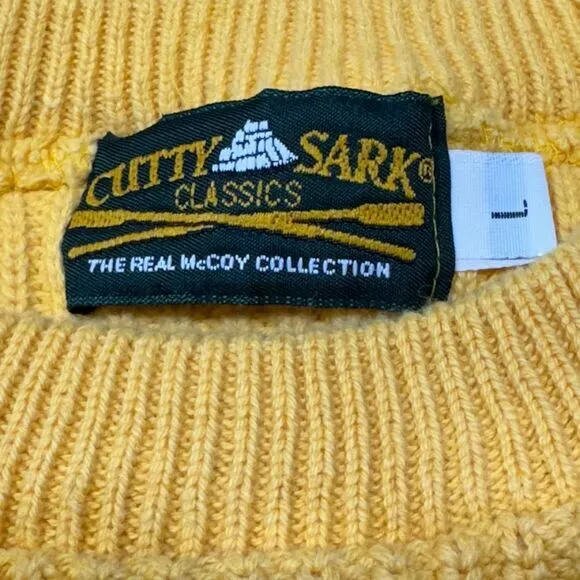 CUTTY SARK®
CLASSICS
THE REAL McCOY COLLECTION
L